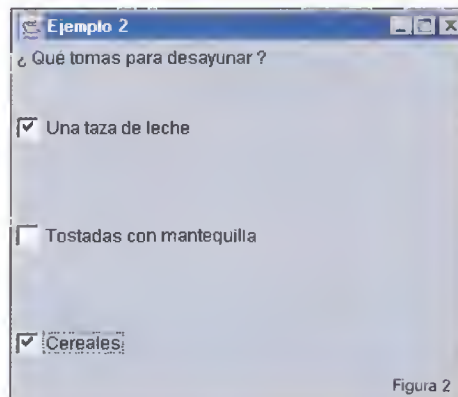 Ejemplo 2
¿ Qué tomas para desayunar ?
Una taza de leche
Tostadas con mantequilla
Cereales
Figura 2